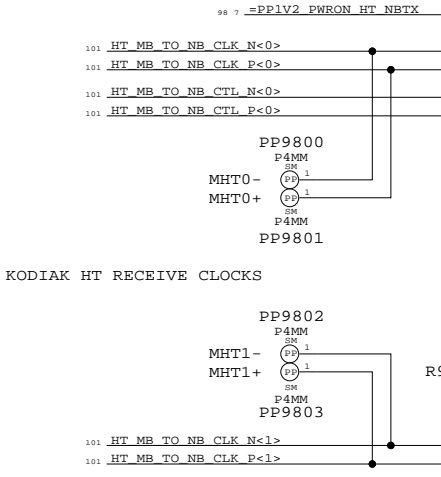 98 7 =PP1V2_PWRON_HT_NBTX
101 HT_MB_TO_NB_CLK_N<0>
101 HT_MB_TO_NB_CLK_P<0>
101 HT_MB_TO_NB_CTL_N<0>
101 HT_MB_TO_NB_CTL_P<0>
PP9800
P4MM
SM
MHT0- PP 1
MHT0+ PP 1
SM
P4MM
PP9801
KODIAK HT RECEIVE CLOCKS
PP9802
P4MM
SM
MHT1- PP 1
MHT1+ PP 1 R9
SM
P4MM
PP9803
101 HT_MB_TO_NB_CLK_N<1>
101 HT_MB_TO_NB_CLK_P<1>